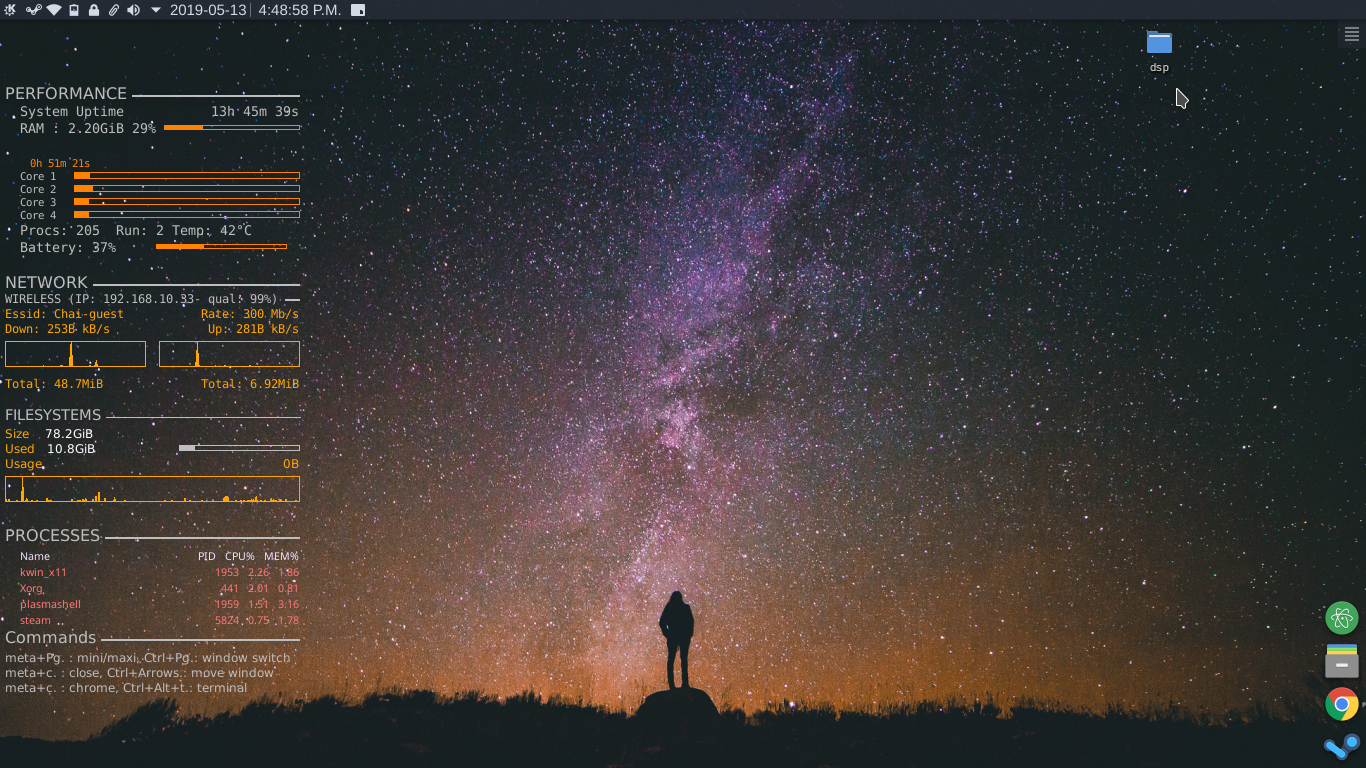 2019-05-13 4:48:58 P.M.
dsp
PERFORMANCE
System Uptime 13h 45m 39s
RAM : 2.20GiB 29%
0h 51m 21s
Core 1
Core 2
Core 3
Core 4
Procs: 205 Run: 2 Temp: 42°C
Battery: 37%
NETWORK
WIRELESS (IP: 192.168.10.33- qual: 99%)
Essid: Chai-guest Rate: 300 Mb/s
Down: 253B kB/s Up: 281B kB/s
Total: 48.7MiB Total: 6.92MiB
FILESYSTEMS
Size 78.2GiB
Used 10.8GiB
Usage 0B
PROCESSES
Name PID CPU% MEM%
kwin_x11 1953 2.26 1.86
Xorg 441 2.01 0.81
plasmashell 1959 1.51 3.16
steam 5824 0.75 1.78
Commands
meta+Pg. : mini/maxi, Ctrl+Pg.: window switch
meta+c. : close, Ctrl+Arrows.: move window
meta+c. : chrome, Ctrl+Alt+t.: terminal